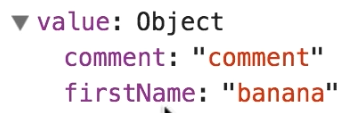 ▼ value: Object
comment: "comment"
firstName: "banana"